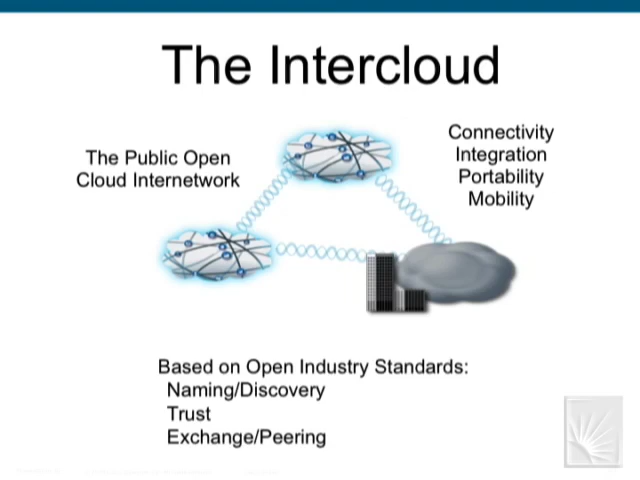 The Intercloud
The Public Open
Cloud Internetwork
Connectivity
Integration
Portability
Mobility
Based on Open Industry Standards:
Naming/Discovery
Trust
Exchange/Peering